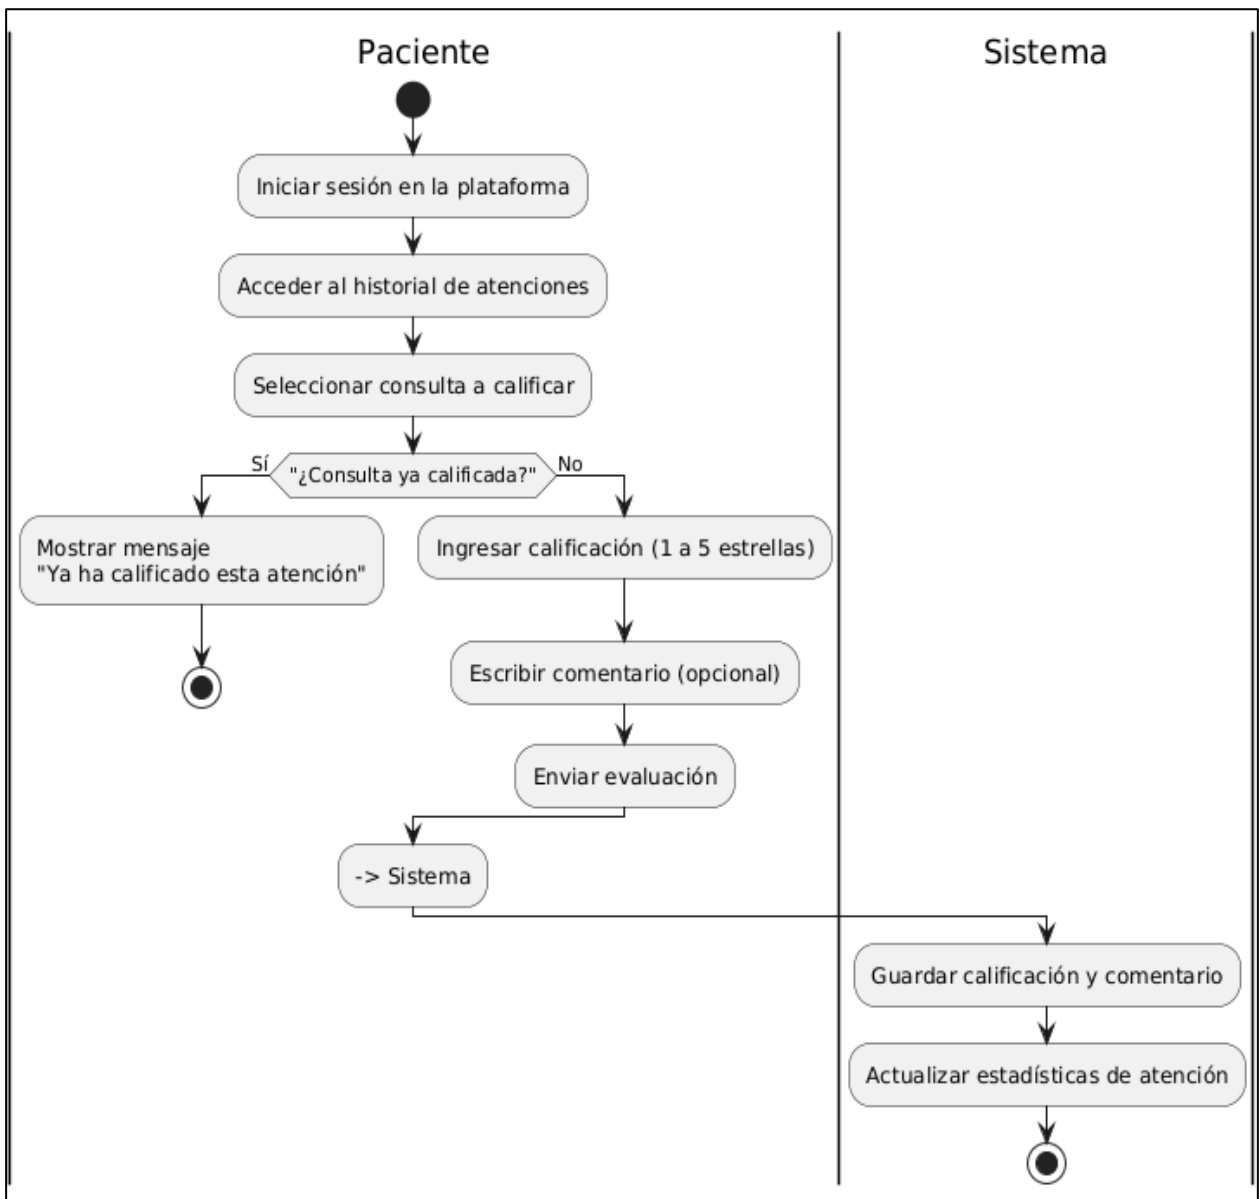 Paciente
Sistema
Iniciar sesión en la plataforma
Acceder al historial de atenciones
Seleccionar consulta a calificar
Sí
"¿Consulta ya calificada?"
No
Mostrar mensaje
"Ya ha calificado esta atención"
Ingresar calificación (1 a 5 estrellas)
Escribir comentario (opcional)
Enviar evaluación
-> Sistema
Guardar calificación y comentario
Actualizar estadísticas de atención